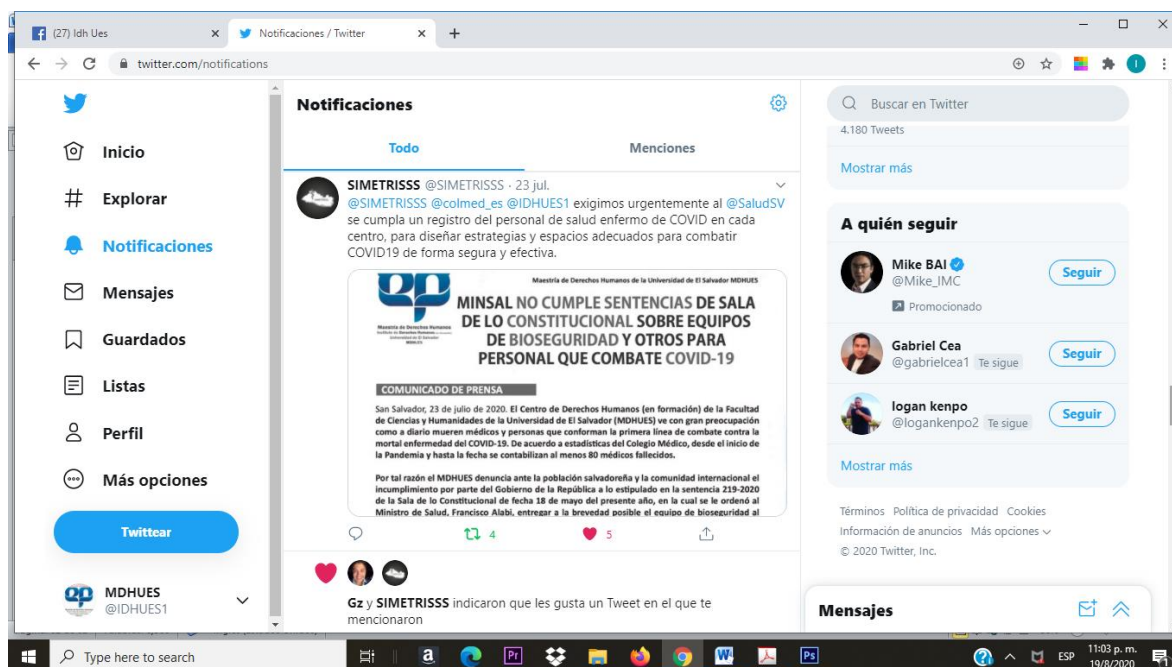 (27) Idh Ues
Notificaciones / Twitter
twitter.com/notifications
I
Inicio
Explorar
Notificaciones
Mensajes
Guardados
Listas
Perfil
Más opciones
Twittear
MDHUES
@IDHUES1
Notificaciones
Todo
Menciones
SIMETRISSS @SIMETRISSS · 23 jul.
@SIMETRISSS @colmed_es @IDHUES1 exigimos urgentemente al @SaludSV
se cumpla un registro del personal de salud enfermo de COVID en cada
centro, para diseñar estrategias y espacios adecuados para combatir
COVID19 de forma segura y efectiva.
Maestría de Derechos Humanos de la Universidad de El Salvador MDHUES
Maestría de Derechos Humanos
MINSAL NO CUMPLE SENTENCIAS DE SALA
DE LO CONSTITUCIONAL SOBRE EQUIPOS
DE BIOSEGURIDAD Y OTROS PARA
PERSONAL QUE COMBATE COVID-19
COMUNICADO DE PRENSA
San Salvador, 23 de julio de 2020. El Centro de Derechos Humanos (en formación) de la Facultad
de Ciencias y Humanidades de la Universidad de El Salvador (MDHUES) ve con gran preocupación
como a diario mueren médicos y personas que conforman la primera línea de combate contra la
mortal enfermedad del COVID-19. De acuerdo a estadísticas del Colegio Médico, desde el inicio de
la Pandemia y hasta la fecha se contabilizan al menos 80 médicos fallecidos.
Por tal razón el MDHUES denuncia ante la población salvadoreña y la comunidad internacional el
incumplimiento por parte del Gobierno de la República a lo estipulado en la sentencia 219-2020
de la Sala de lo Constitucional de fecha 18 de mayo del presente año, en la cual se le ordenó al
Ministro de Salud, Francisco Alabi, entregar a la brevedad posible el equipo de bioseguridad al
4
5
Gz y SIMETRISSS indicaron que les gusta un Tweet en el que te
mencionaron
Buscar en Twitter
4.180 Tweets
Mostrar más
A quién seguir
Mike BAI
@Mike_IMC
Seguir
Promocionado
Gabriel Cea
@gabrielcea1 Te sigue
Seguir
logan kenpo
@logankenpo2 Te sigue
Seguir
Mostrar más
Términos Política de privacidad Cookies
Información de anuncios Más opciones
© 2020 Twitter, Inc.
Mensajes
Type here to search
a
Pr
W
Ps
ESP
11:03 p. m.
19/8/2020